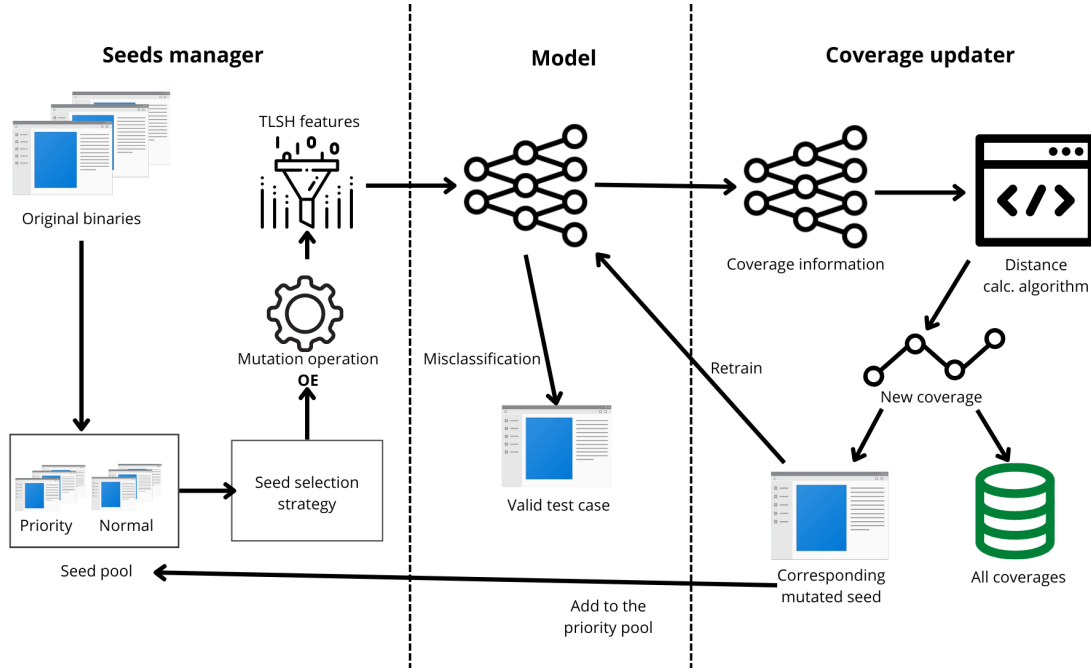 Seeds manager
Model
Coverage updater
TLSH features
Original binaries
Coverage information
Distance
calc. algorithm
Mutation operation
OE
Misclassification
Retrain
New coverage
Seed selection
strategy
Priority
Normal
Valid test case
Seed pool
Corresponding
mutated seed
All coverages
Add to the
priority pool